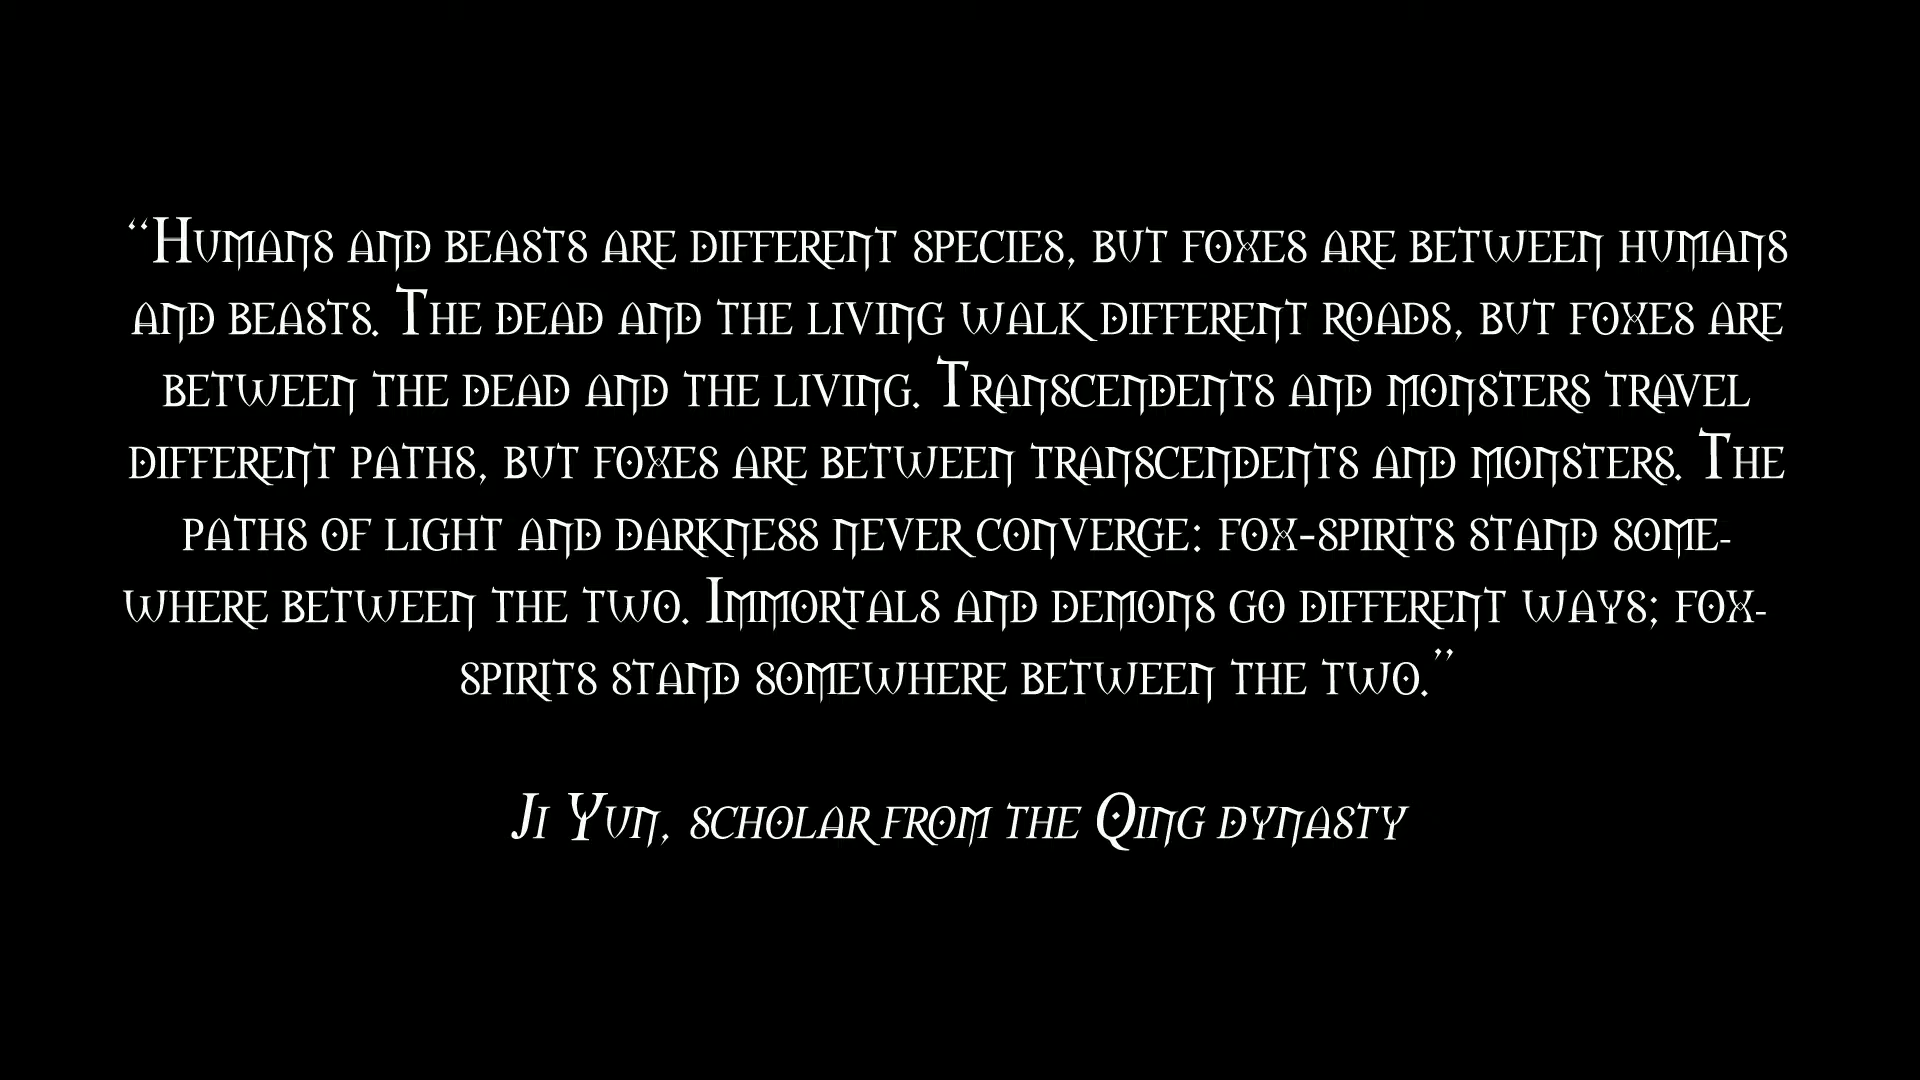 “Humans and beasts are different species, but foxes are between humans
and beasts. The dead and the living walk different roads, but foxes are
between the dead and the living. Transcendents and monsters travel
different paths, but foxes are between transcendents and monsters. The
paths of light and darkness never converge: fox-spirits stand some-
where between the two. Immortals and demons go different ways; fox-
spirits stand somewhere between the two.”
Ji Yun, scholar from the Qing dynasty